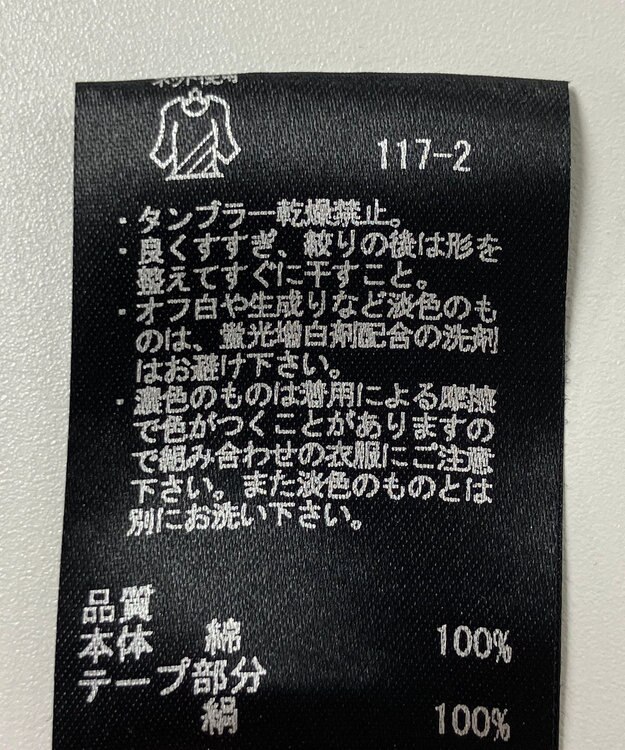 ネット使用
117-2
・タンブラー乾燥禁止。
・良くすすぎ、絞りの後は形を
整えてすぐに干すこと。
・オフ白や生成りなど淡色のも
のは、蛍光増白剤配合の洗剤
はお避け下さい。
・濃色のものは着用による摩擦
で色がつくことがありますの
で組み合わせの衣服にご注意
下さい。また淡色のものとは
別にお洗い下さい。
品質
本体 綿 100%
テープ部分
絹 100%